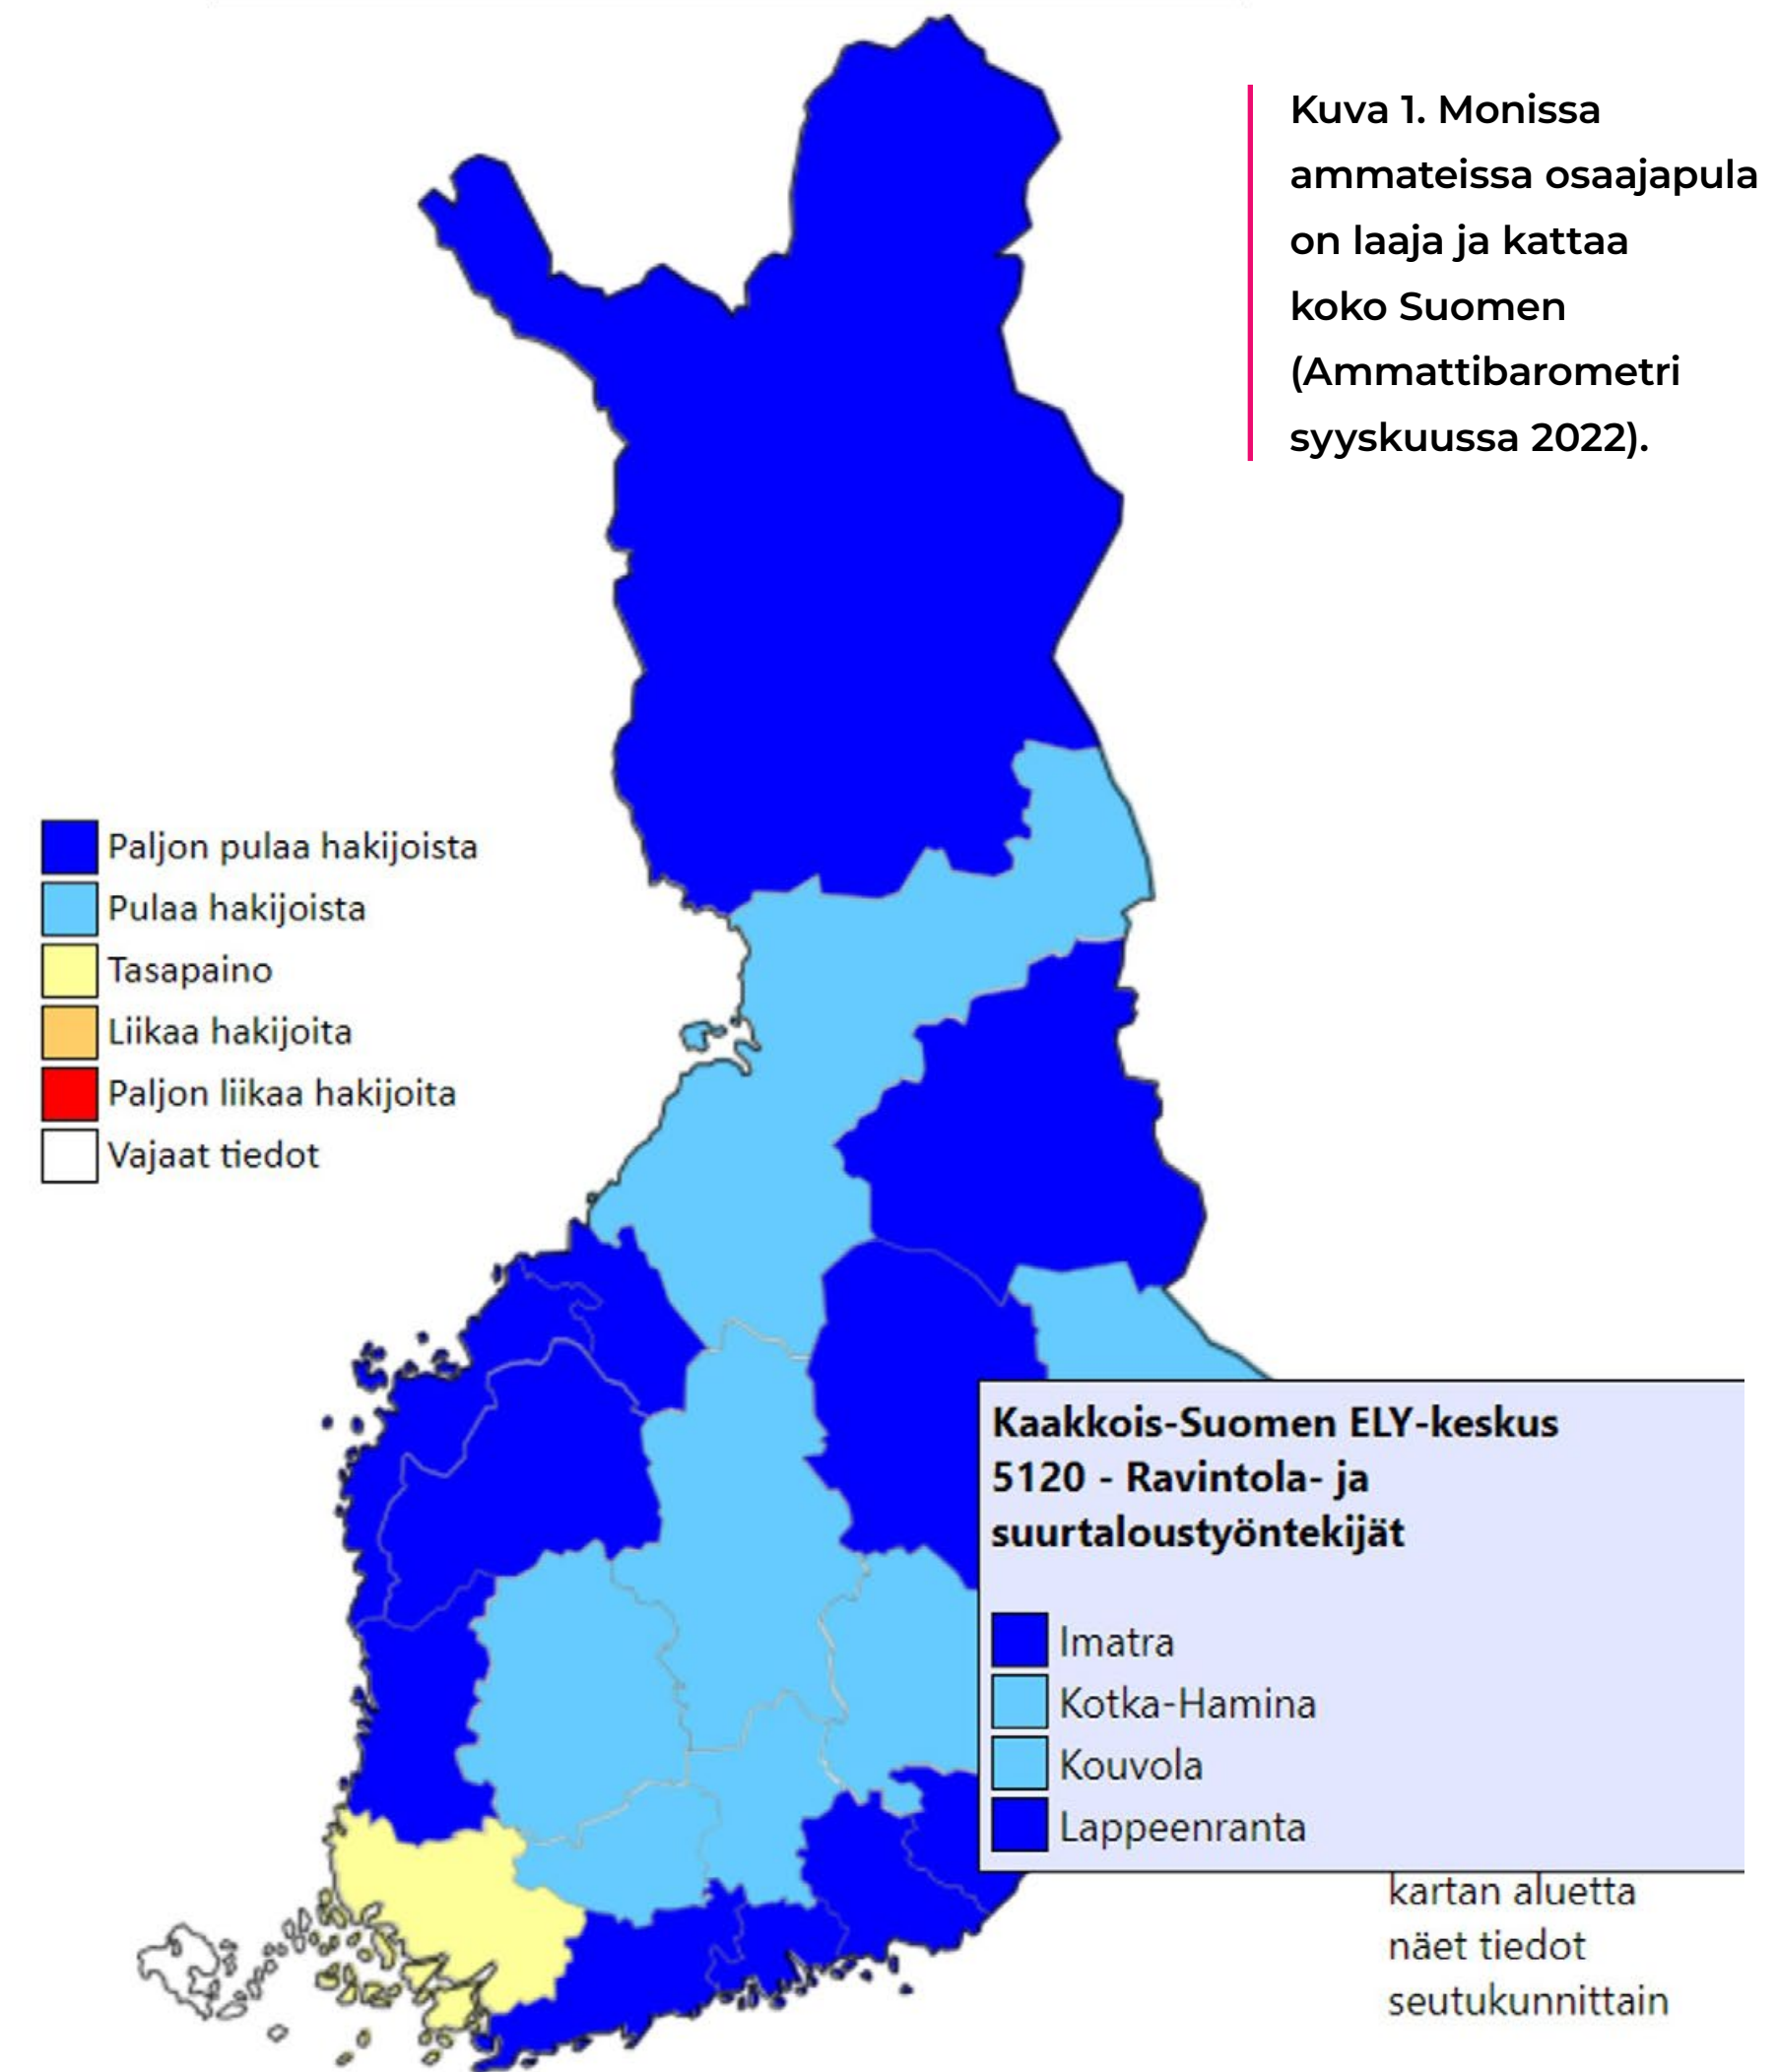 Kuva 1. Monissa
ammateissa osaajapula
on laaja ja kattaa
koko Suomen
(Ammattibarometri
syyskuussa 2022).
Paljon pulaa hakijoista
Pulaa hakijoista
Tasapaino
Liikaa hakijoita
Paljon liikaa hakijoita
Vajaat tiedot
Kaakkois-Suomen ELY-keskus
5120 - Ravintola- ja
suurtaloustyöntekijät
Imatra
Kotka-Hamina
Kouvola
Lappeenranta
kartan aluetta
näet tiedot
seutukunnittain